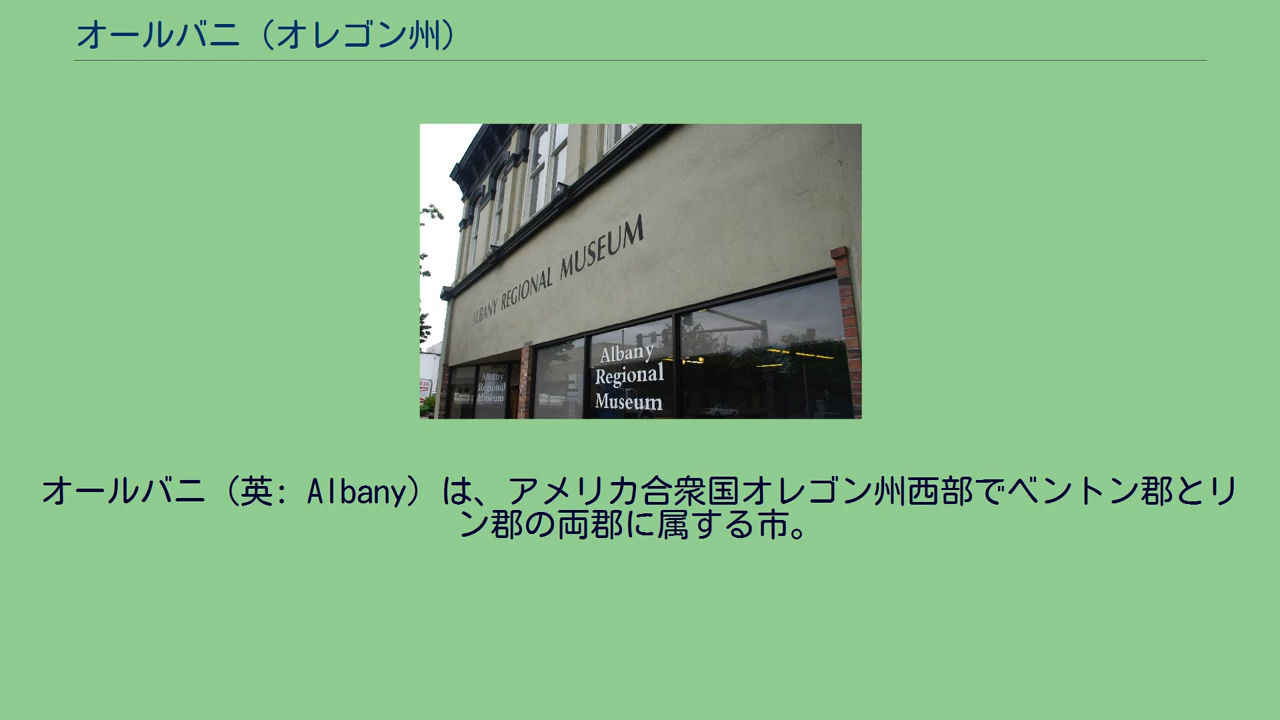 オールバニ（オレゴン州）
ALBANY REGIONAL MUSEUM
Albany
Regional
Museum
Albany
Regional
Museum
オールバニ（英: Albany）は、アメリカ合衆国オレゴン州西部でベントン郡とリ
ン郡の両郡に属する市。